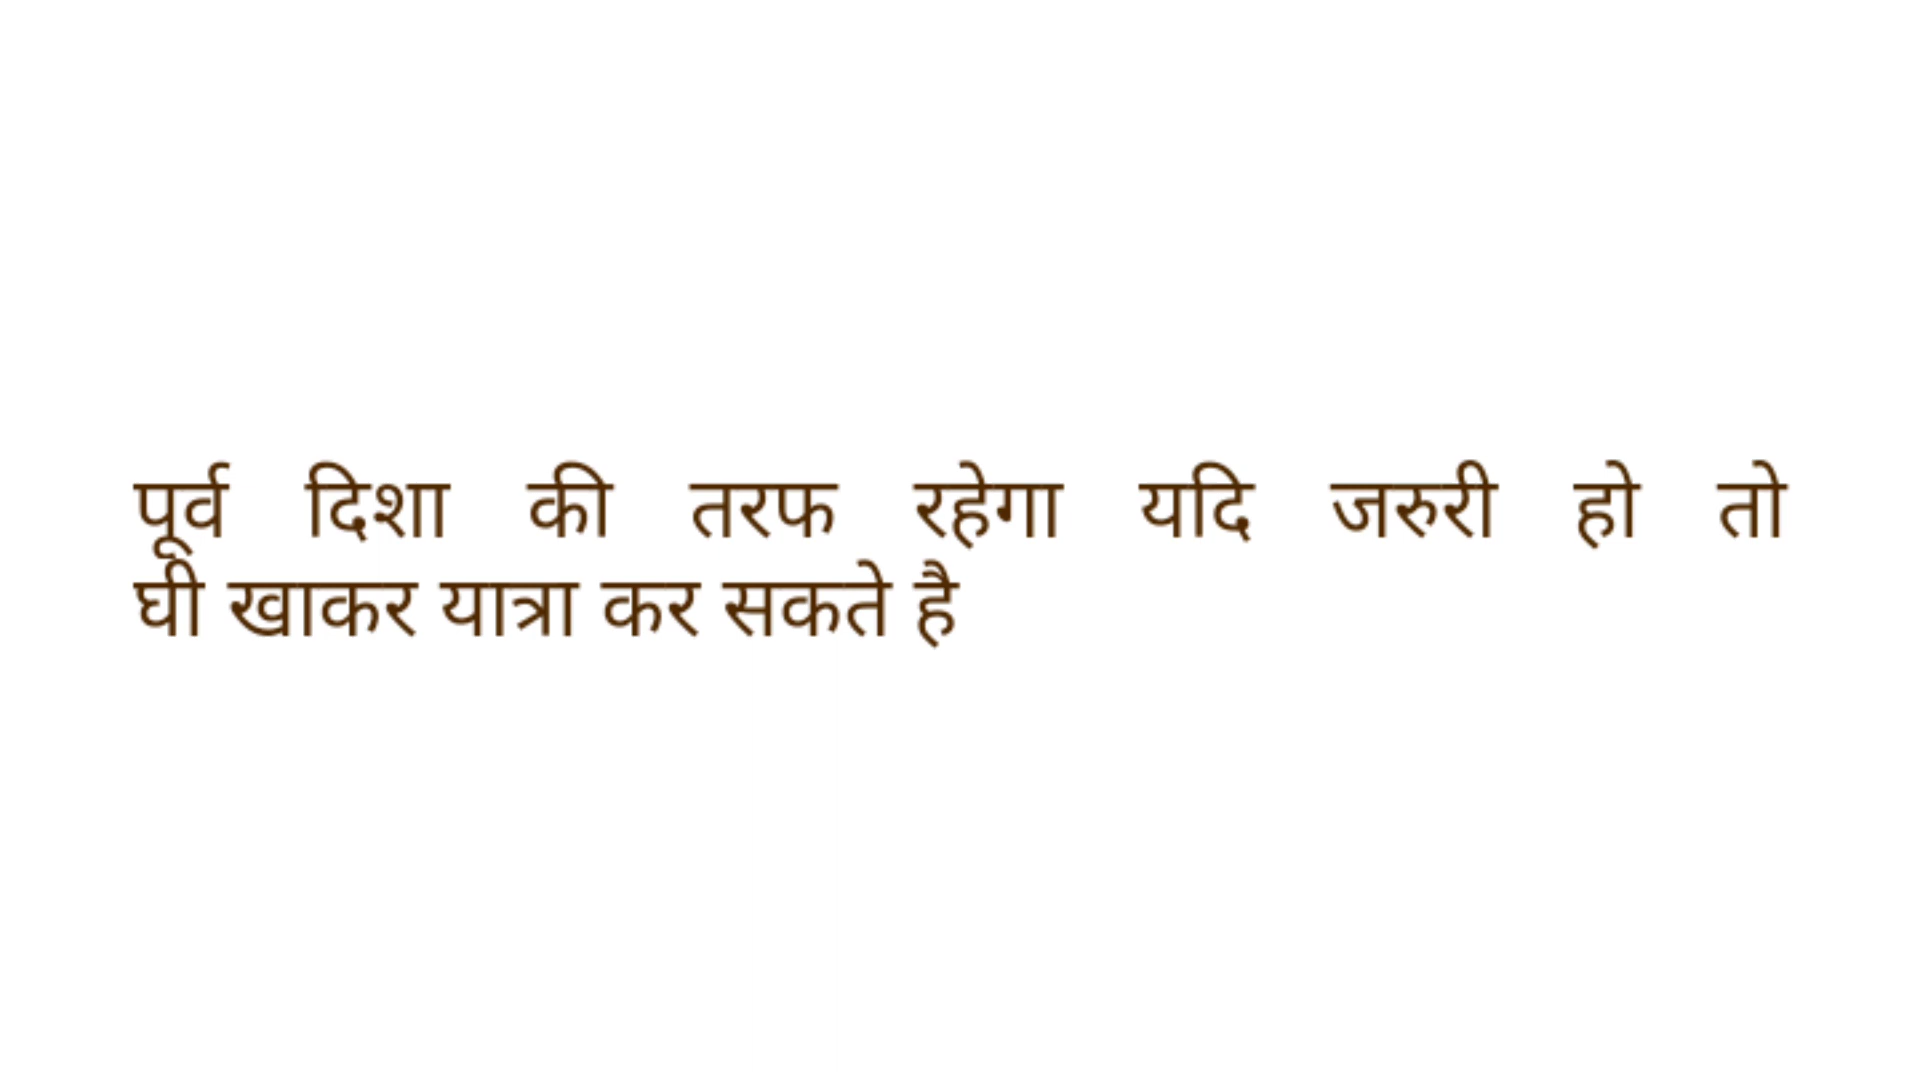 पूर्व दिशा की तरफ रहेगा यदि जरुरी हो तो
घी खाकर यात्रा कर सकते है